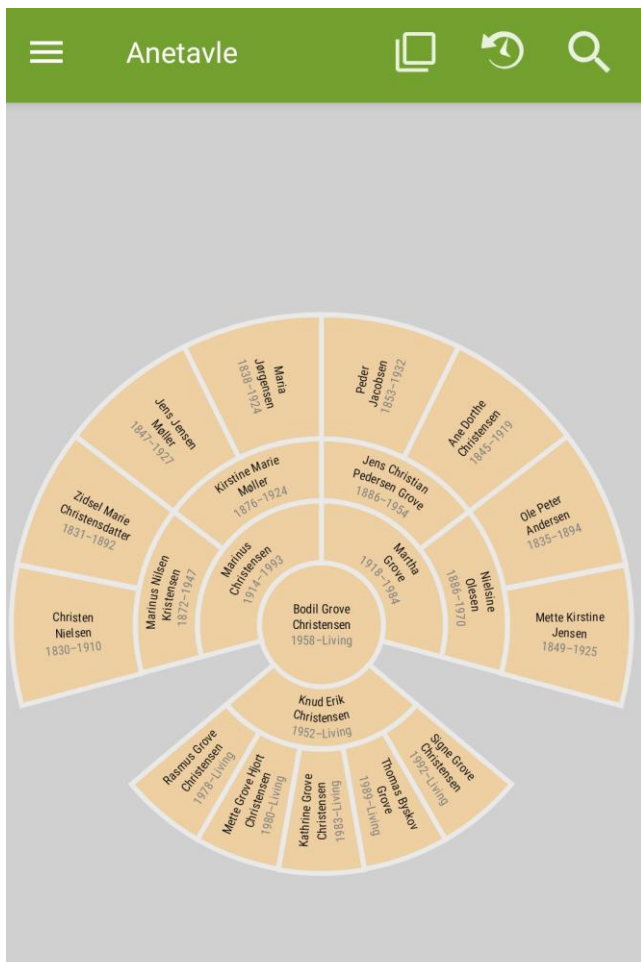 Anetavle
Maria
Jørgensen
1838–1924
Peder
Jacobsen
1853–1932
Jens Jensen
Møller
1847–1927
Ane Dorthe
Christensen
1845–1919
Kirstine Marie
Møller
1876–1924
Jens Christian
Pedersen Grove
1886–1954
Zidsel Marie
Christensdatter
1831–1892
Ole Peter
Andersen
1835–1894
Marinus Nilsen
Kristensen
1872–1947
Marinus
Christensen
1914–1993
Martha
Grove
1918–1984
Nielsine
Olesen
1886–1970
Christen
Nielsen
1830–1910
Bodil Grove
Christensen
1958–Living
Mette Kirstine
Jensen
1849–1925
Knud Erik
Christensen
1952–Living
Rasmus Grove
Christensen
1978–Living
Mette Grove Hjort
Christensen
1980–Living
Kathrine Grove
Christensen
1983–Living
Thomas Byskov
Grove
1989–Living
Signe Grove
Christensen
1992–Living